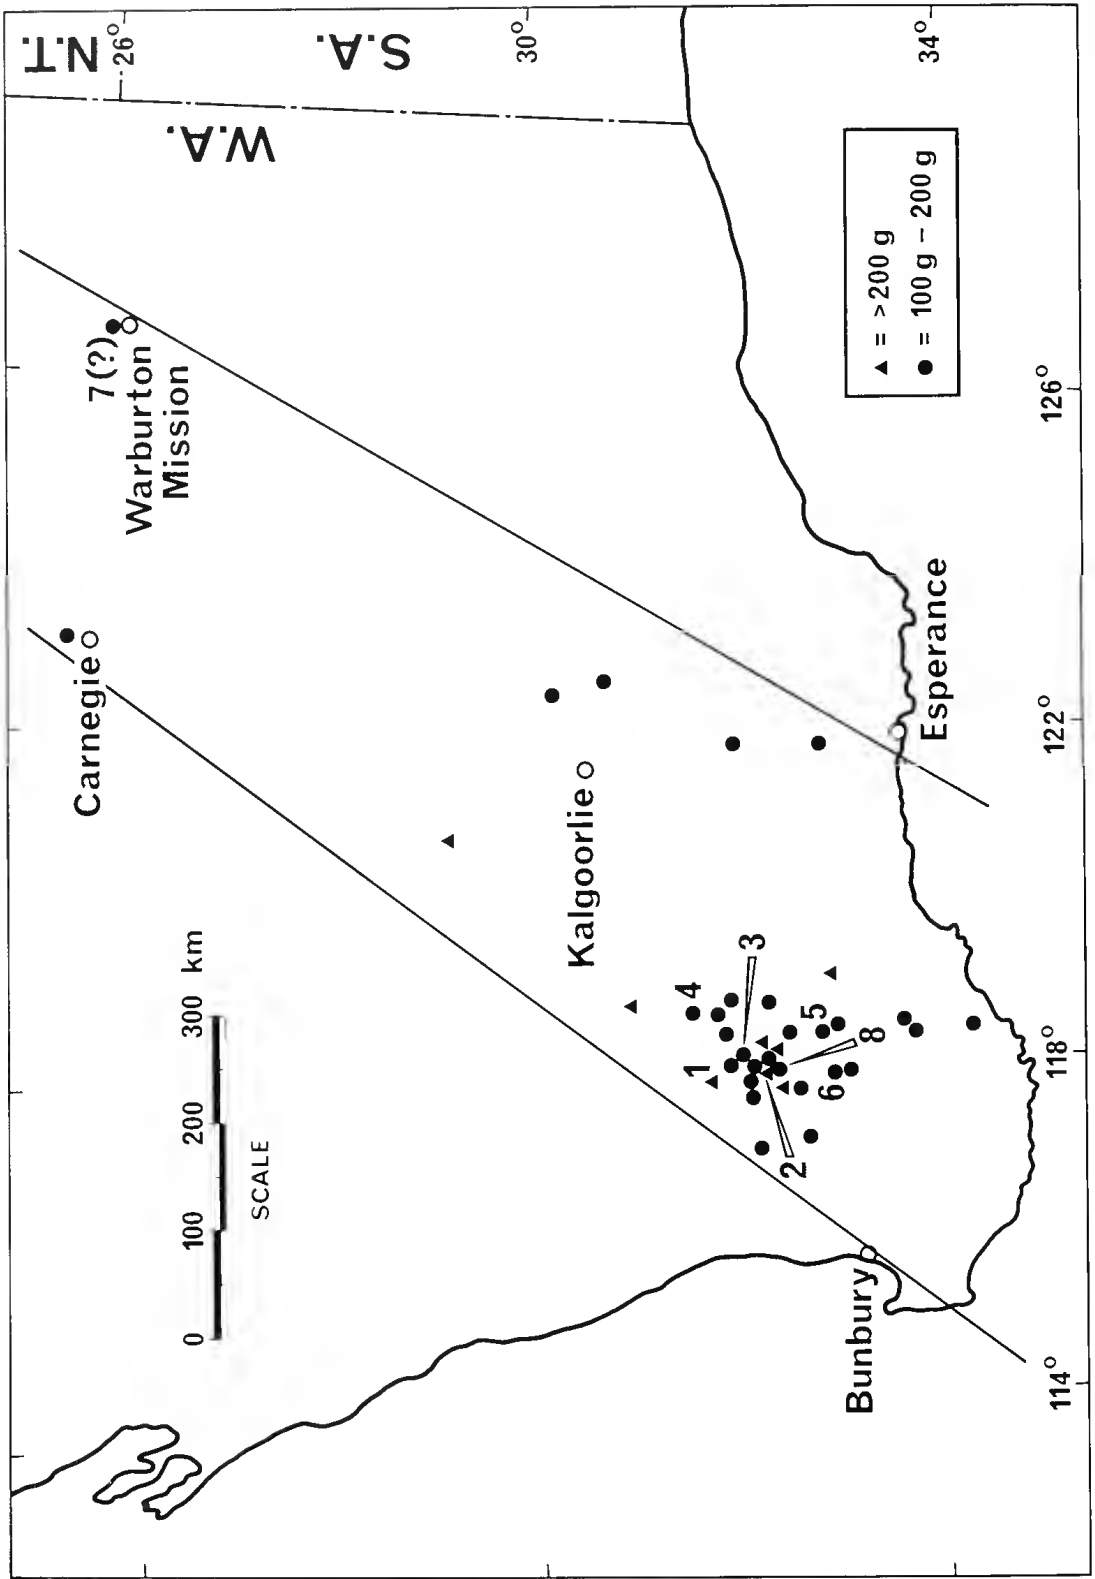 N.T.
S.A.
W.A.
26°
30°
34°
7(?)
Warburton
Mission
Carnegie
▲ = >200 g
● = 100 g – 200 g
126°
Esperance
122°
Kalgoorlie
0 100 200 300 km
SCALE
3
4
5
1
8
6
2
118°
Bunbury
114°